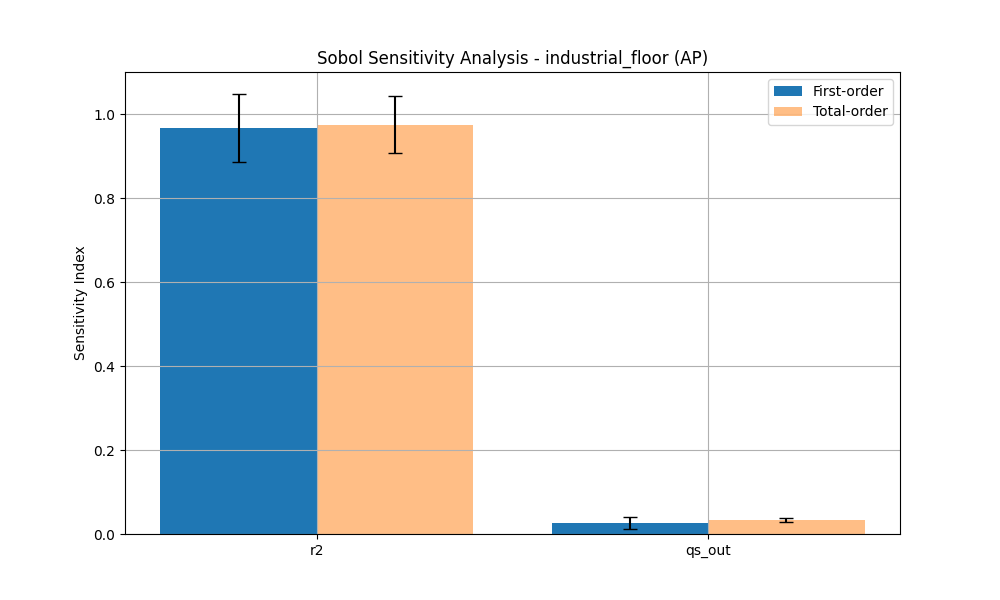 Sobol Sensitivity Analysis - industrial_floor (AP)
First-order
Total-order
Sensitivity Index
1.0
0.8
0.6
0.4
0.2
0.0
r2
qs_out